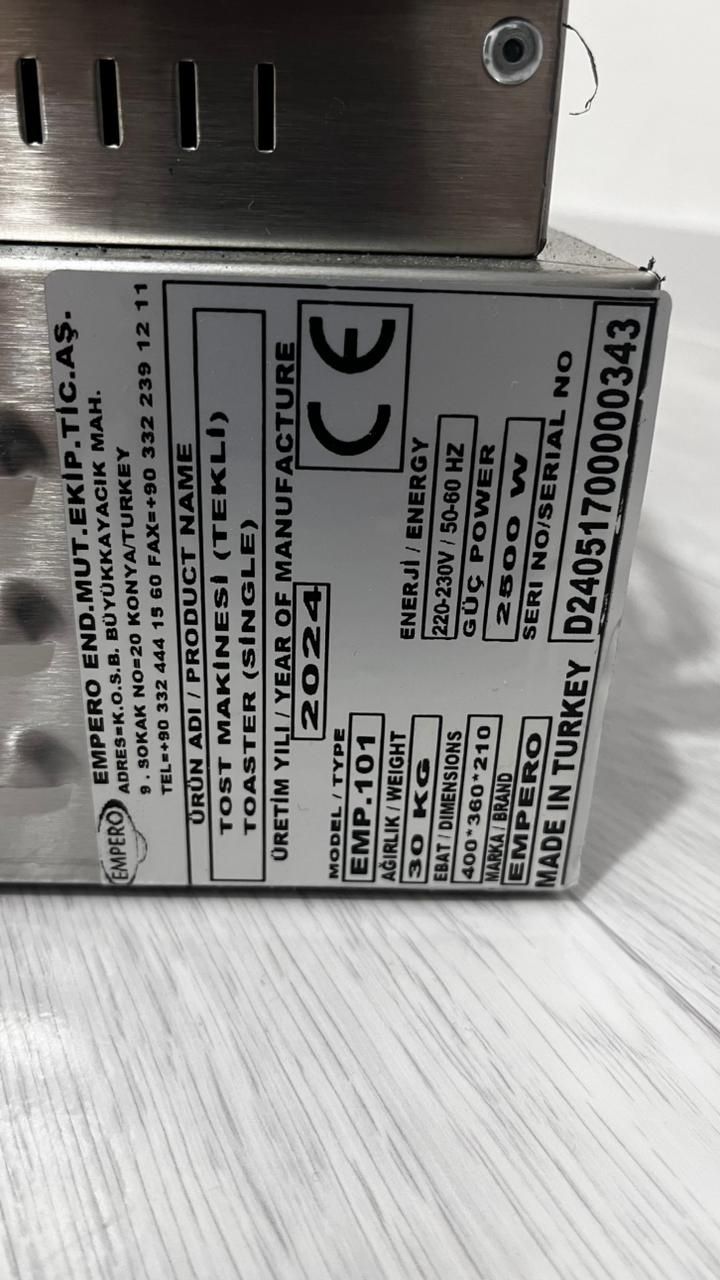 EMPERO
EMPERO END.MUT.EKİP.TİC.AŞ.
ADRES=K.O.S.B. BÜYÜKKAYACIK MAH.
9. SOKAK NO=20 KONYA/TURKEY
TEL=+90 332 444 15 60 FAX=+90 332 239 12 11
ÜRÜN ADI / PRODUCT NAME
TOST MAKİNESİ (TEKLİ)
TOASTER (SİNGLE)
ÜRETİM YILI / YEAR OF MANUFACTURE
2024
CE
MODEL / TYPE
EMP.101
AĞIRLIK / WEIGHT
30 KG
EBAT / DIMENSIONS
400*360*210
MARKA / BRAND
EMPERO
ENERJİ / ENERGY
220-230V / 50-60 HZ
GÜÇ POWER
2500 W
SERI NO/SERIAL NO
MADE IN TURKEY D24051700000343